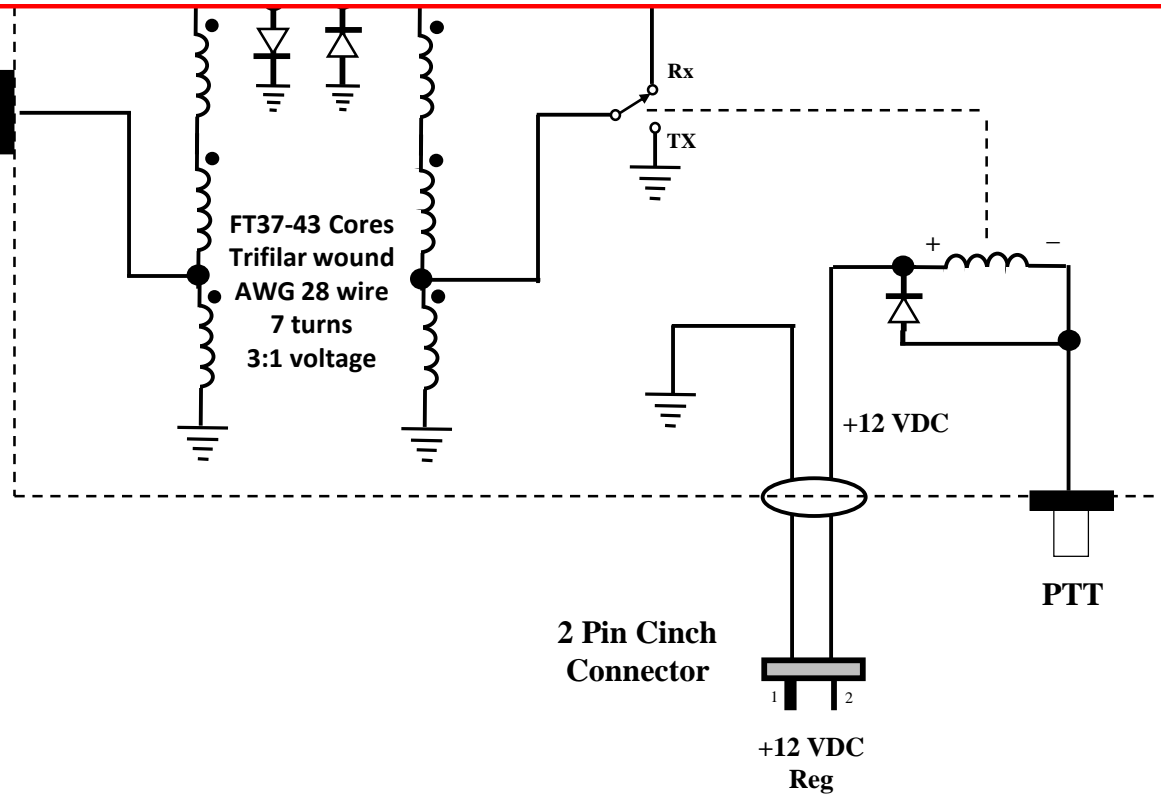 Rx
TX
FT37-43 Cores
Trifilar wound
AWG 28 wire
7 turns
3:1 voltage
+ −
+12 VDC
PTT
2 Pin Cinch
Connector
1 2
+12 VDC
Reg